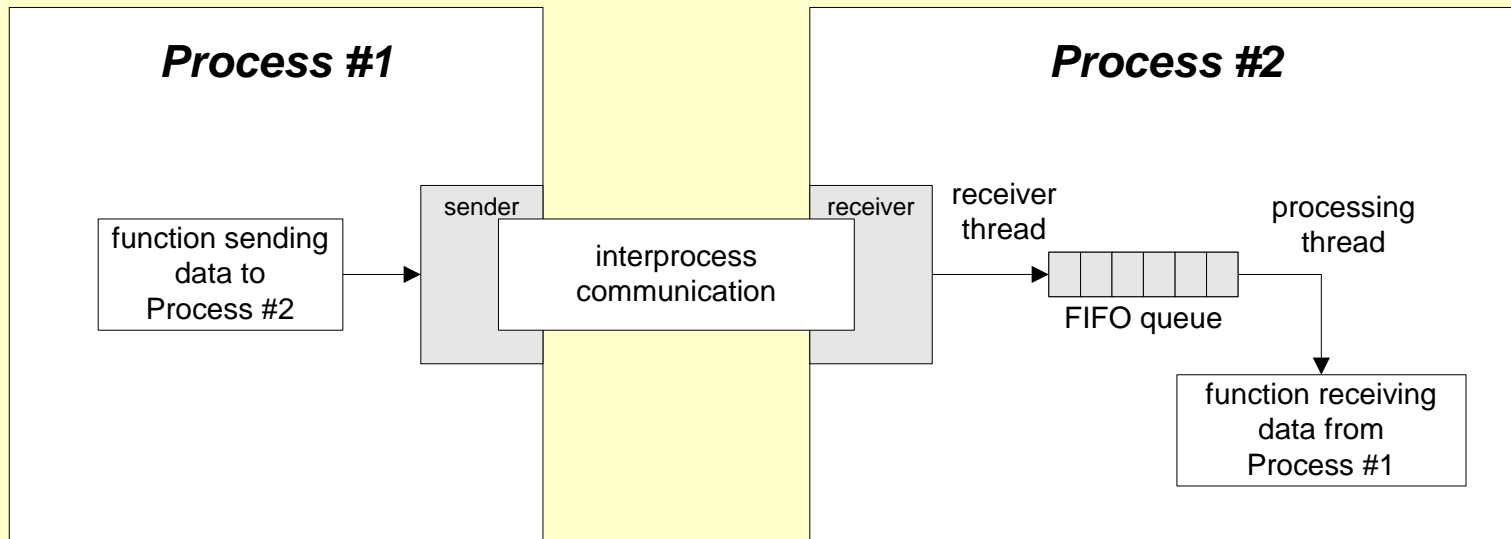 Process #1
Process #2
function sending
data to
Process #2
sender
interprocess
communication
receiver
receiver
thread
FIFO queue
processing
thread
function receiving
data from
Process #1